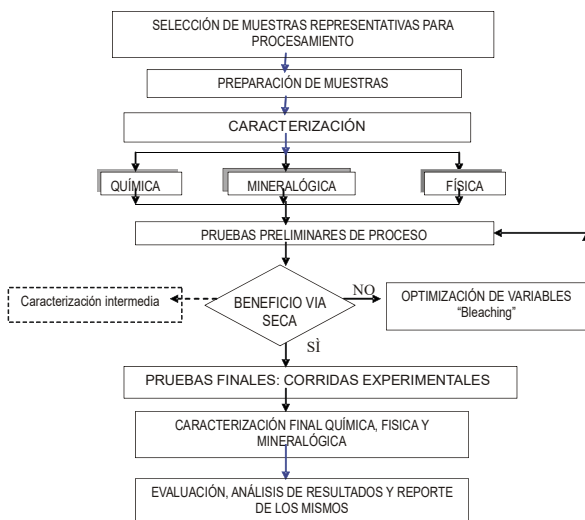 SELECCIÓN DE MUESTRAS REPRESENTATIVAS PARA
PROCESAMIENTO
PREPARACIÓN DE MUESTRAS
CARACTERIZACIÓN
QUÍMICA
MINERALÓGICA
FÍSICA
PRUEBAS PRELIMINARES DE PROCESO
Caracterización intermedia
BENEFICIO VIA
SECA
NO
OPTIMIZACIÓN DE VARIABLES
“Bleaching”
SÌ
PRUEBAS FINALES: CORRIDAS EXPERIMENTALES
CARACTERIZACIÓN FINAL QUÍMICA, FISICA Y
MINERALÓGICA
EVALUACIÓN, ANÁLISIS DE RESULTADOS Y REPORTE
DE LOS MISMOS